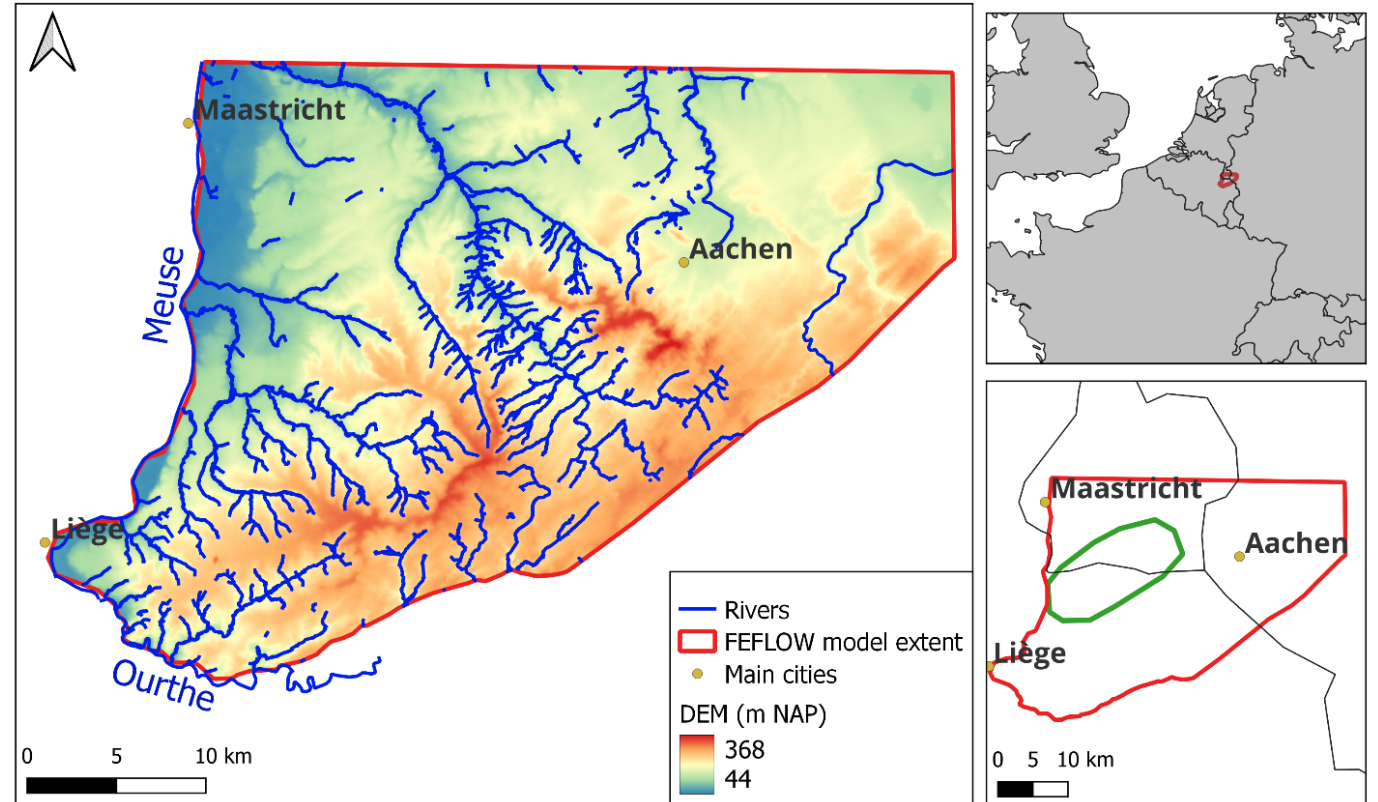 Maastricht
Aachen
Meuse
Liège
Ourthe
0 5 10 km
Rivers
FEFLOW model extent
Main cities
DEM (m NAP)
368
44
Maastricht
Aachen
Liège
0 5 10 km